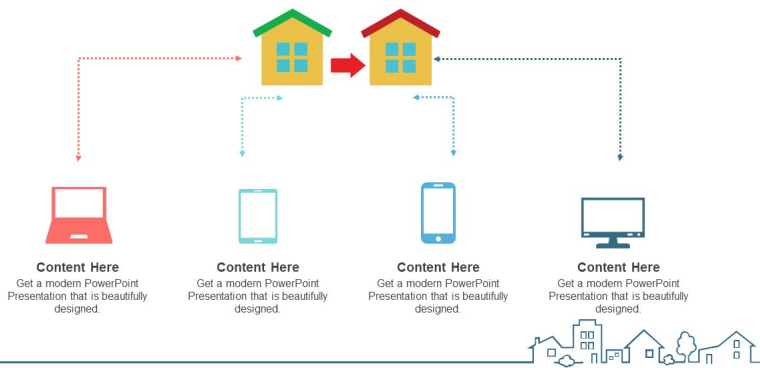 Content Here
Get a modern PowerPoint
Presentation that is beautifully
designed.
Content Here
Get a modern PowerPoint
Presentation that is beautifully
designed.
Content Here
Get a modern PowerPoint
Presentation that is beautifully
designed.
Content Here
Get a modern PowerPoint
Presentation that is beautifully
designed.